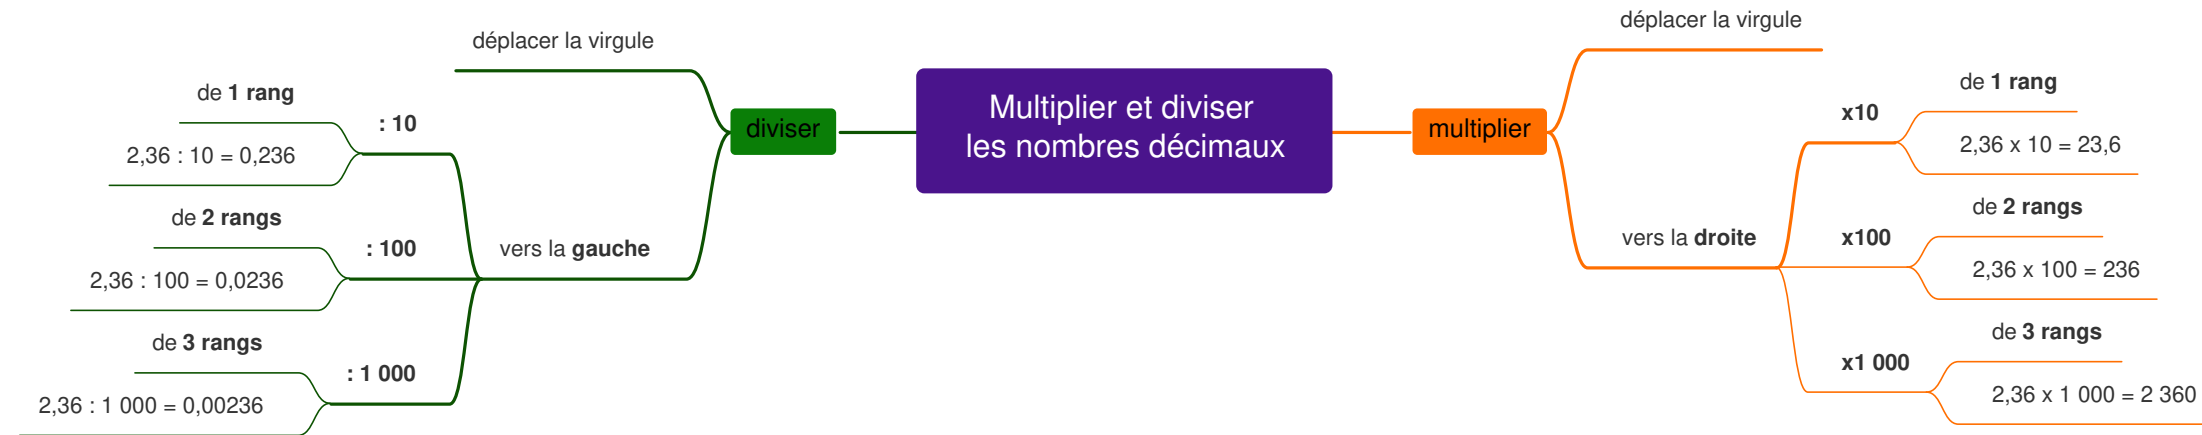 Multiplier et diviser
les nombres décimaux
diviser
déplacer la virgule
vers la gauche
: 10
de 1 rang
2,36 : 10 = 0,236
: 100
de 2 rangs
2,36 : 100 = 0,0236
: 1 000
de 3 rangs
2,36 : 1 000 = 0,00236
multiplier
déplacer la virgule
vers la droite
x10
de 1 rang
2,36 x 10 = 23,6
x100
de 2 rangs
2,36 x 100 = 236
x1 000
de 3 rangs
2,36 x 1 000 = 2 360